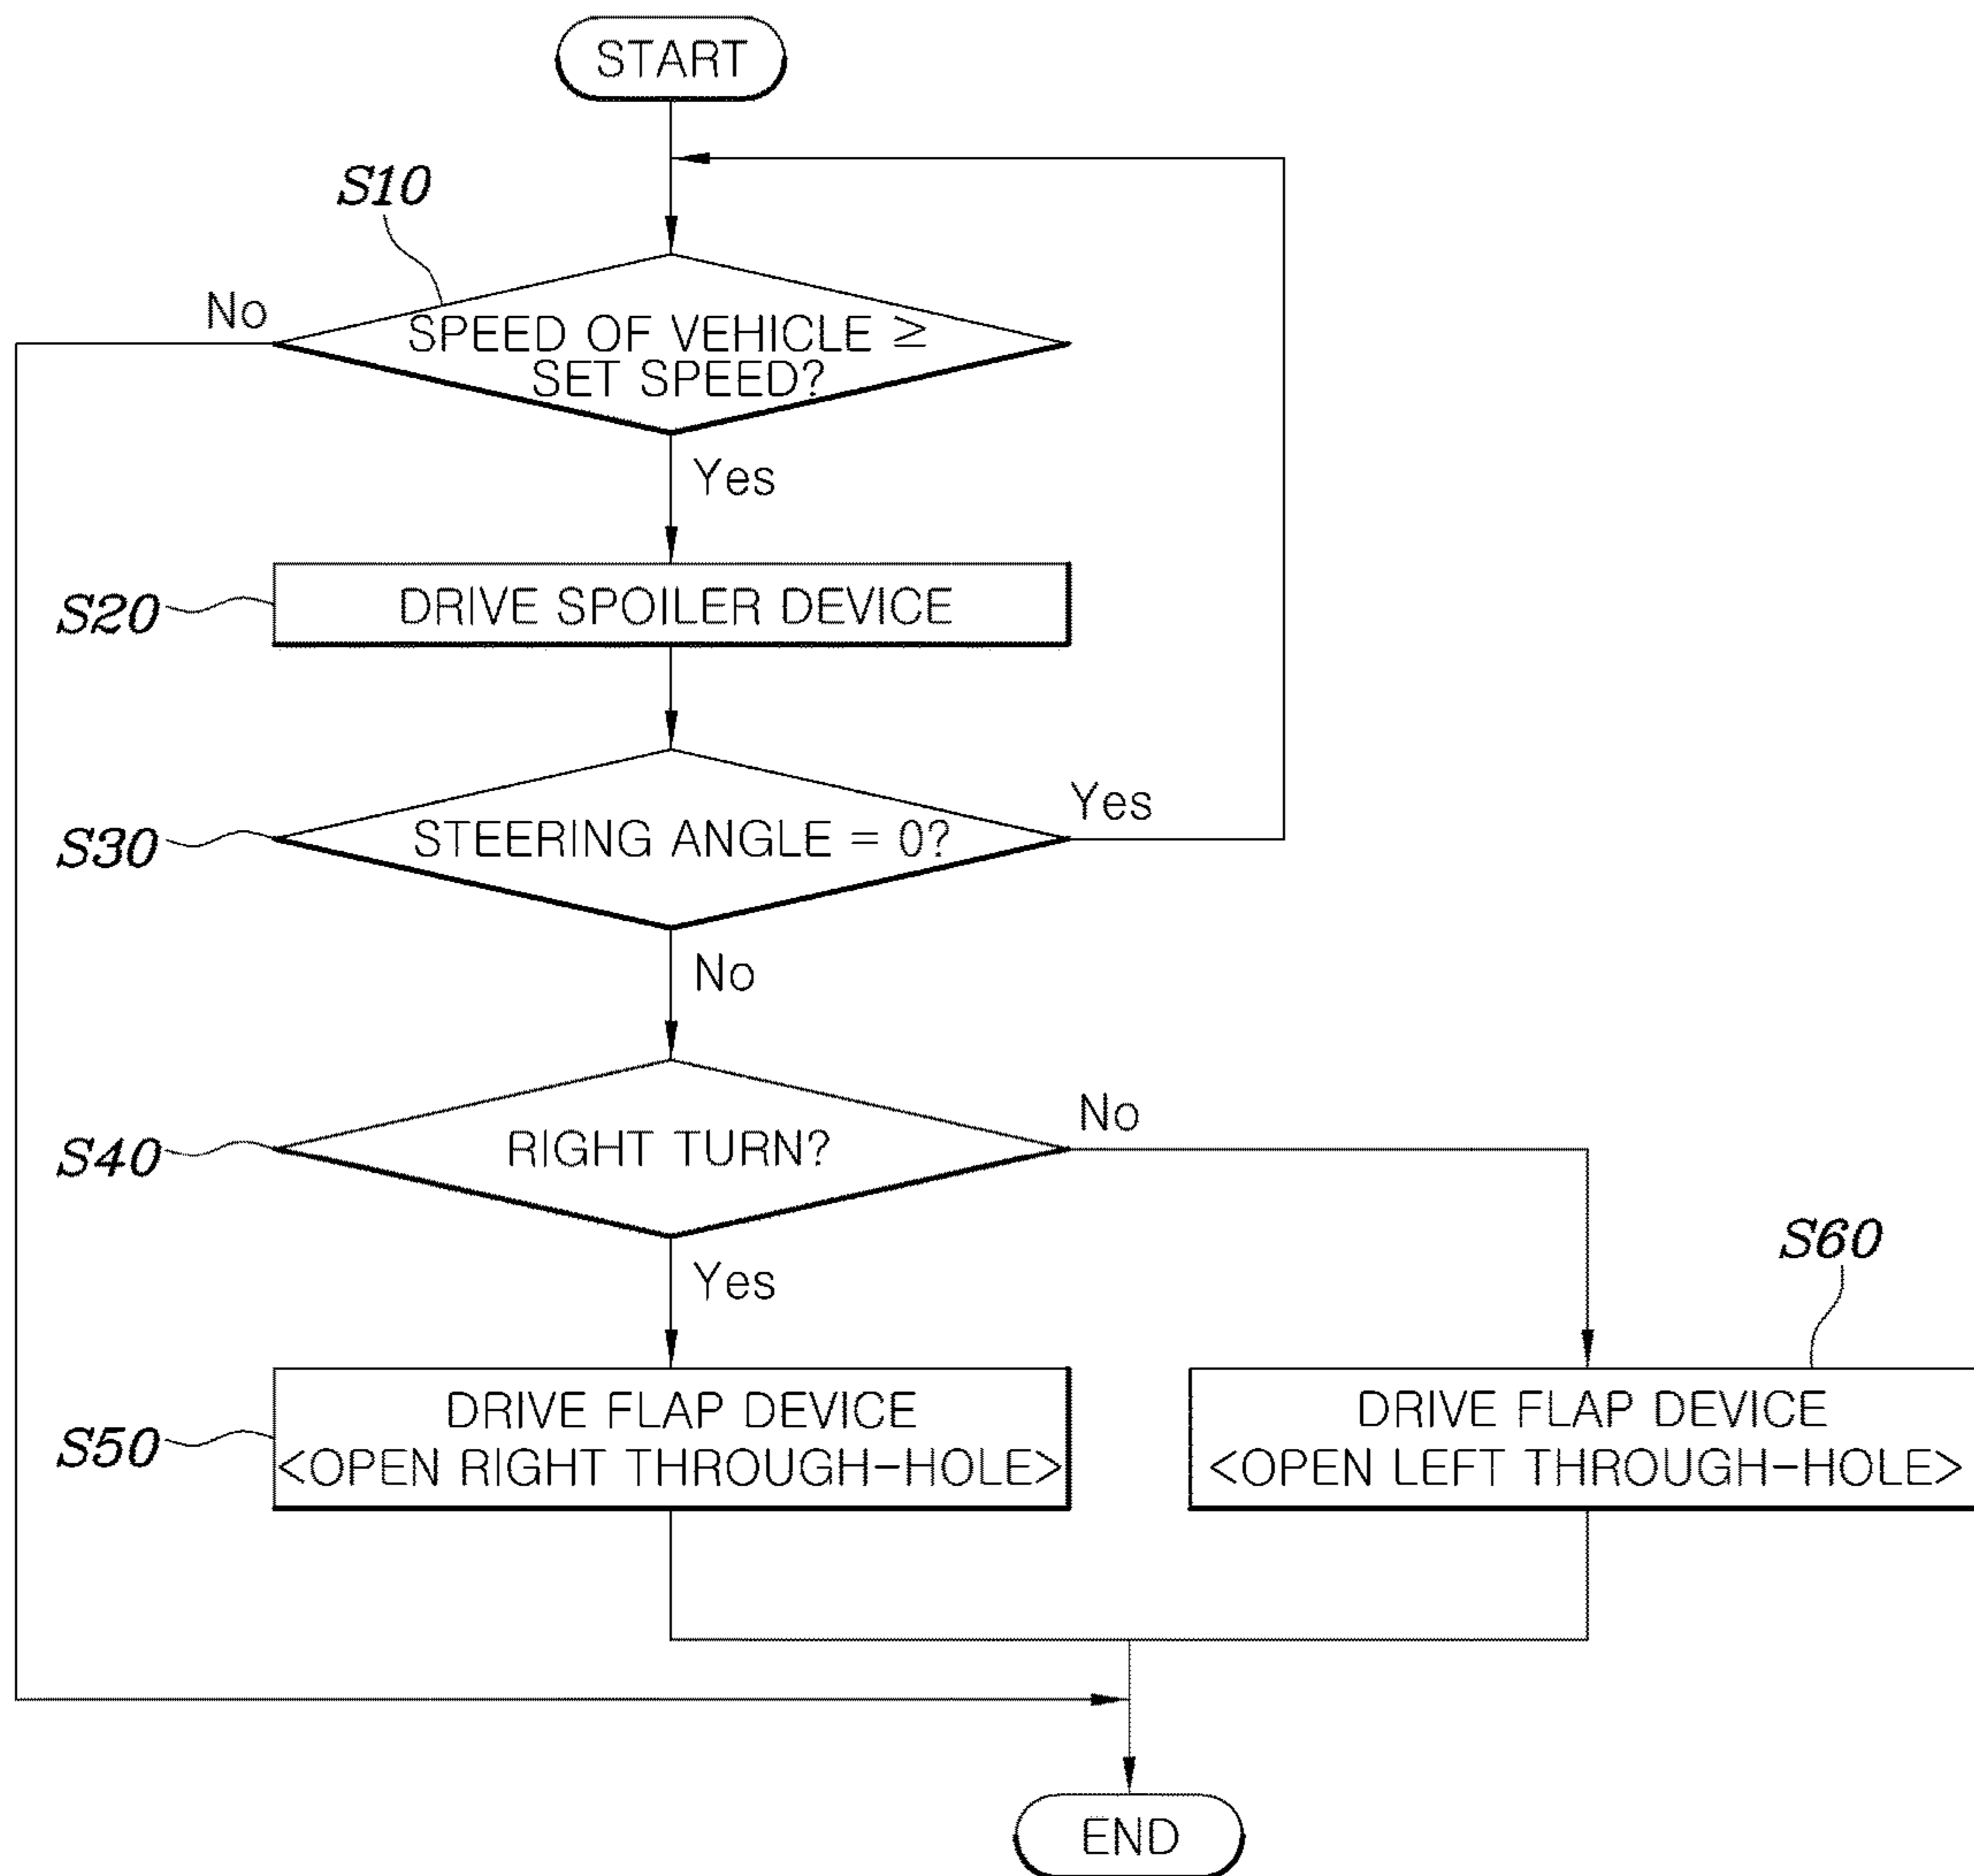 START
S10
No
SPEED OF VEHICLE ≥
SET SPEED?
Yes
S20
DRIVE SPOILER DEVICE
S30
STEERING ANGLE = 0?
Yes
No
S40
RIGHT TURN?
No
Yes
S60
S50
DRIVE FLAP DEVICE
<OPEN RIGHT THROUGH-HOLE>
DRIVE FLAP DEVICE
<OPEN LEFT THROUGH-HOLE>
END